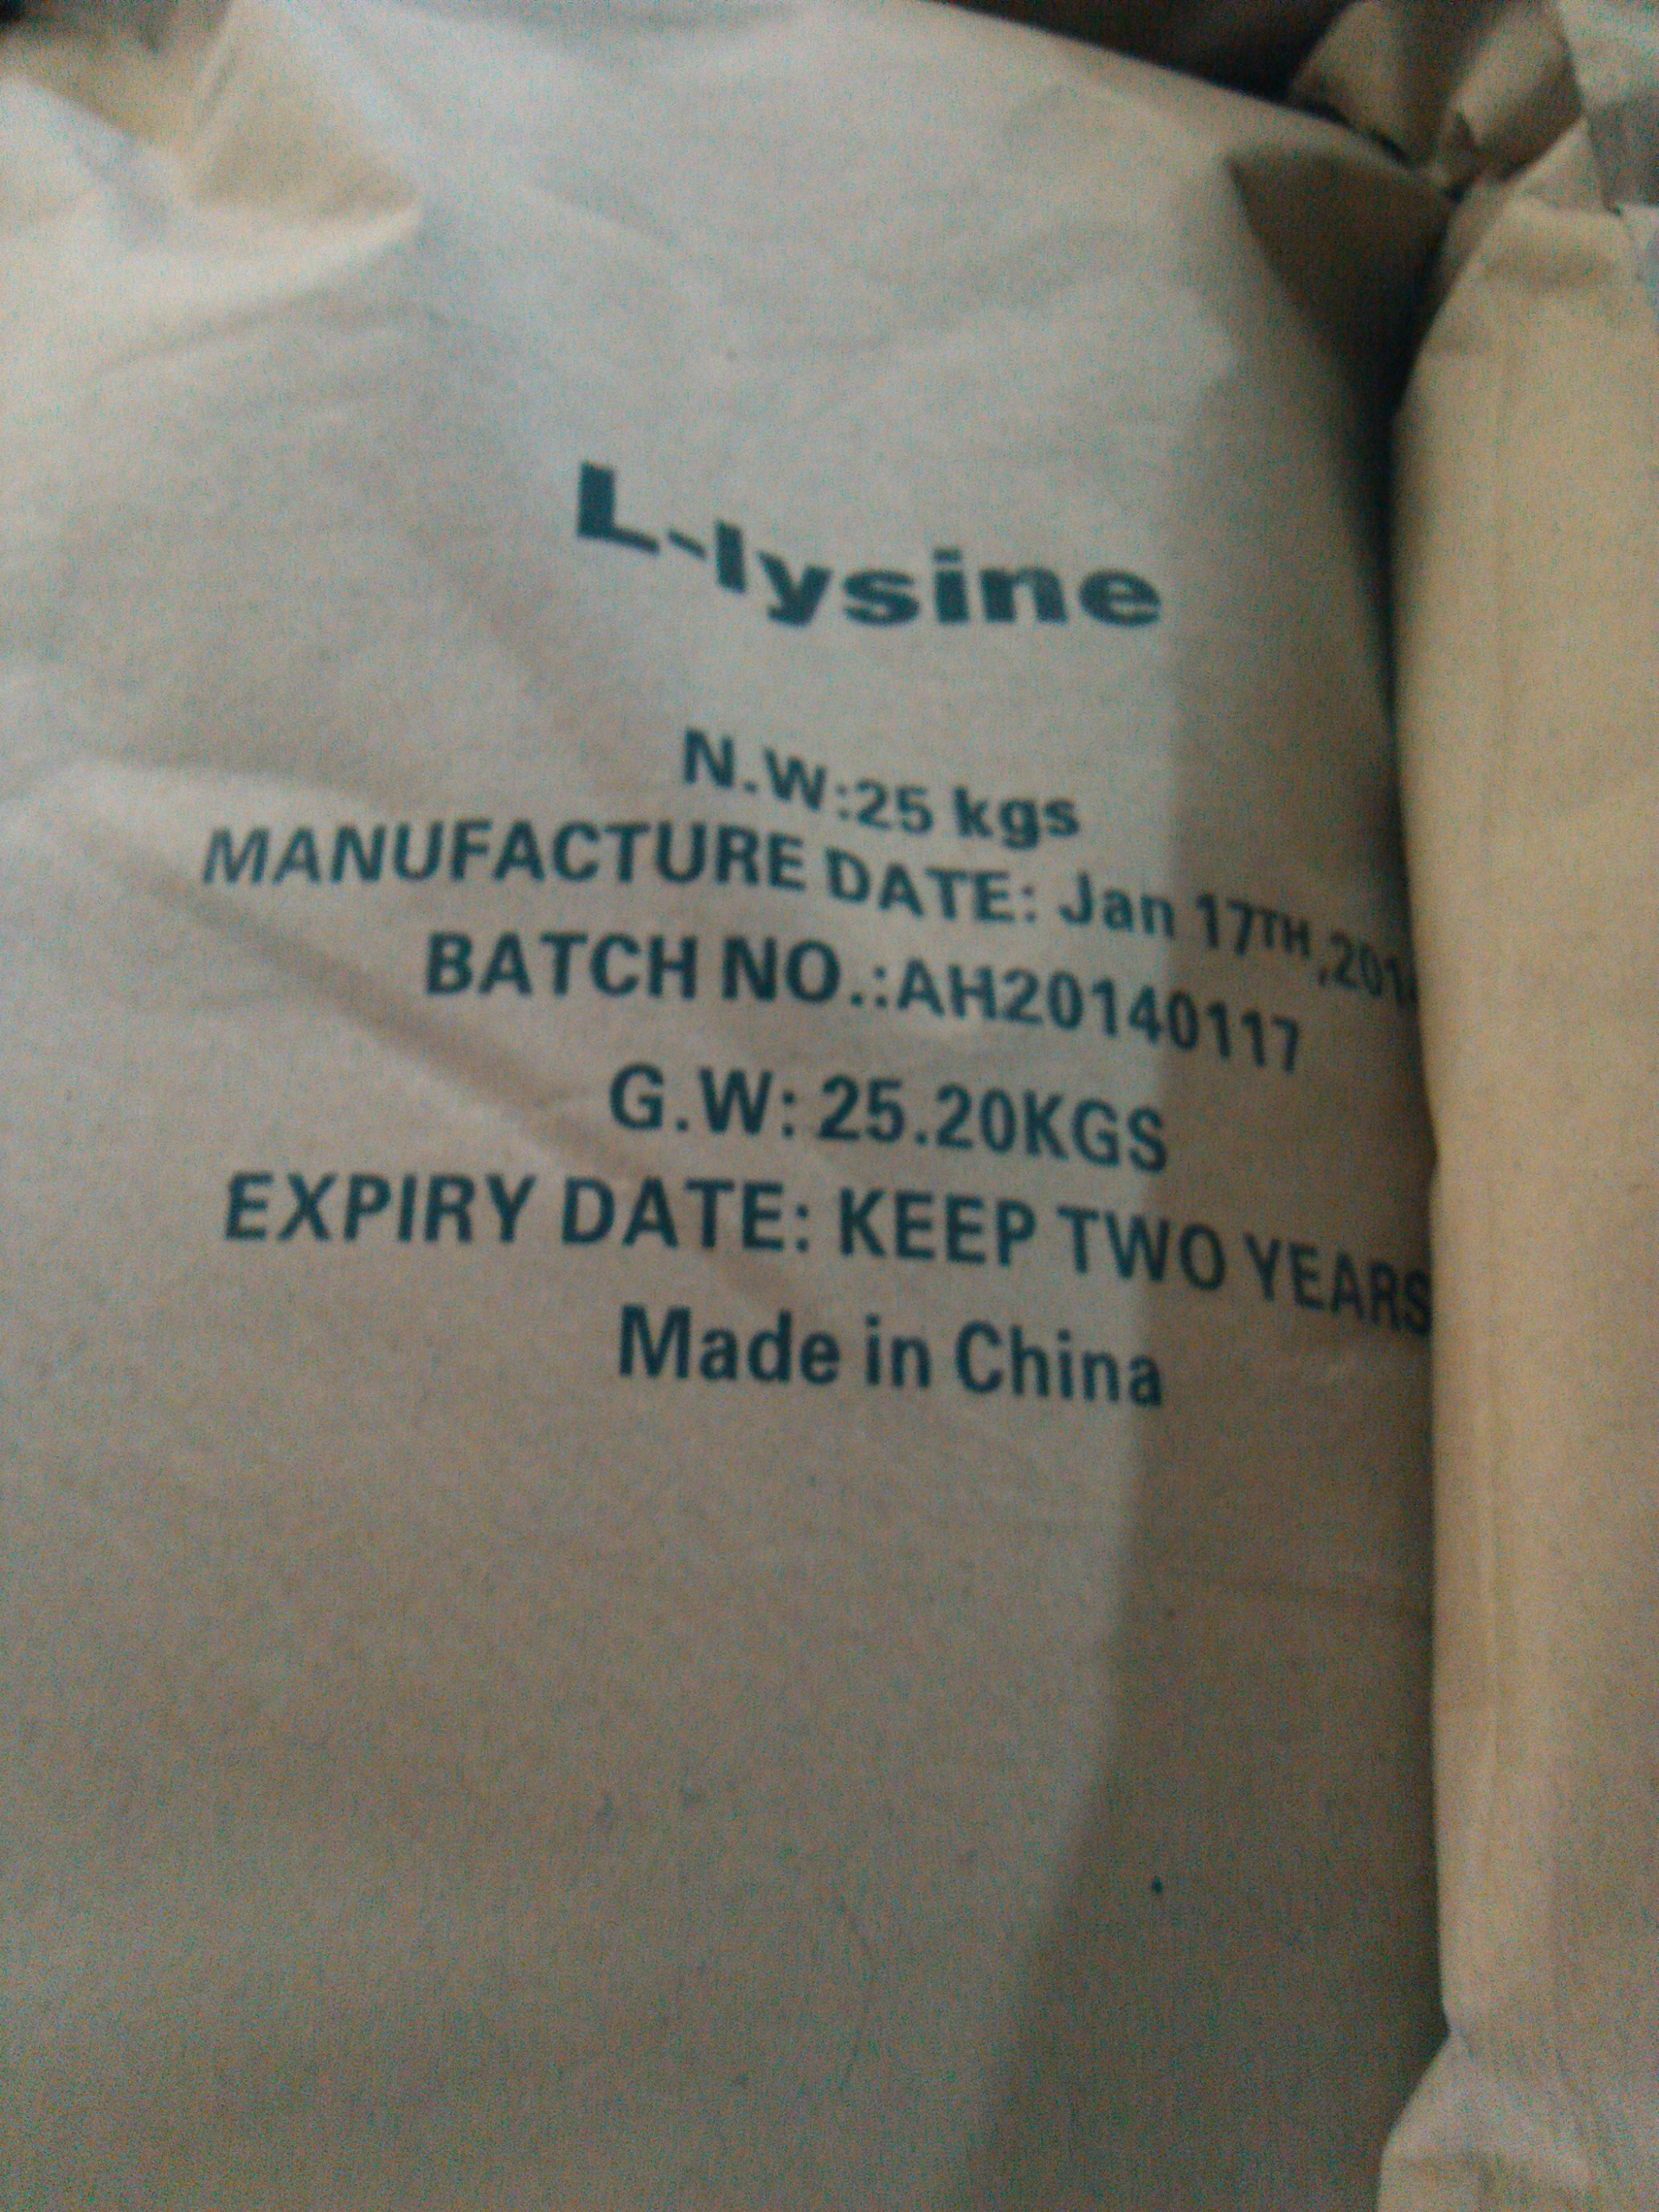 L-lysine
N.W:25 kgs
MANUFACTURE DATE: Jan 17TH,2014
BATCH NO.:AH20140117
G.W: 25.20KGS
EXPIRY DATE: KEEP TWO YEARS
Made in China